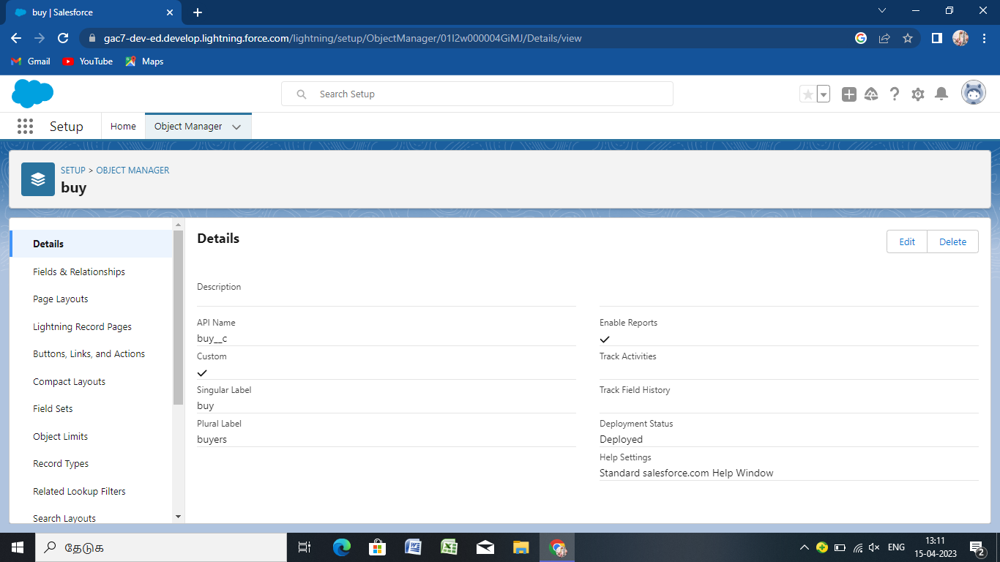 buy | Salesforce
gac7-dev-ed.develop.lightning.force.com/lightning/setup/ObjectManager/01I2w000004GiMJ/Details/view
Gmail YouTube Maps
Search Setup
Setup Home Object Manager
SETUP > OBJECT MANAGER
buy
Details
Fields & Relationships
Page Layouts
Lightning Record Pages
Buttons, Links, and Actions
Compact Layouts
Field Sets
Object Limits
Record Types
Related Lookup Filters
Search Layouts
Details
Edit Delete
Description
API Name
buy__c
Custom
Singular Label
buy
Plural Label
buyers
Enable Reports
Track Activities
Track Field History
Deployment Status
Deployed
Help Settings
Standard salesforce.com Help Window
தேடுக
ENG
13:11
15-04-2023
2